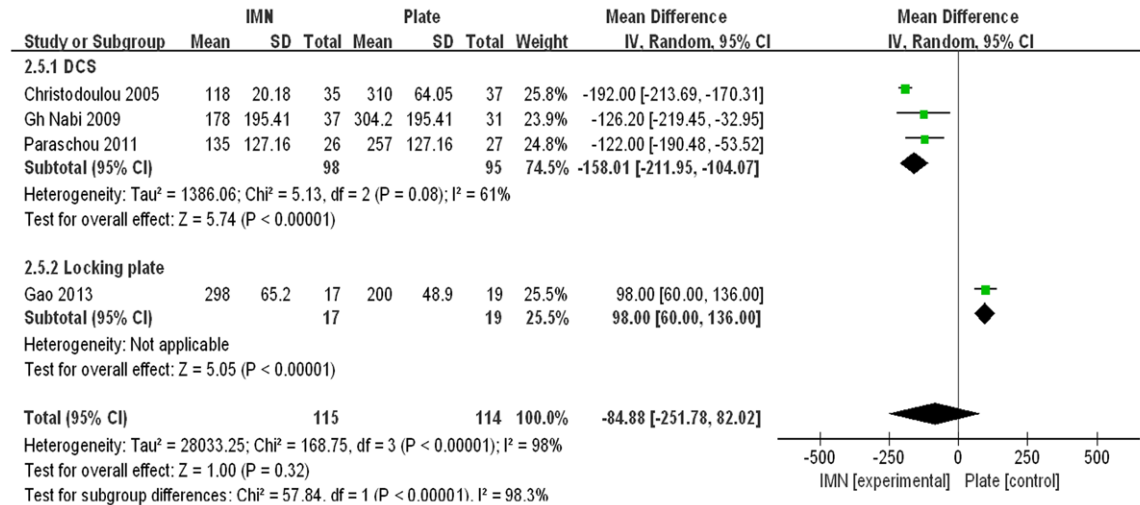 IMN Plate Mean Difference Mean Difference
Study or Subgroup Mean SD Total Mean SD Total Weight IV, Random, 95% CI IV, Random, 95% CI
2.5.1 DCS
Christodoulou 2005 118 20.18 35 310 64.05 37 25.8% -192.00 [-213.69, -170.31]
Gh Nabi 2009 178 195.41 37 304.2 195.41 31 23.9% -126.20 [-219.45, -32.95]
Paraschou 2011 135 127.16 26 257 127.16 27 24.8% -122.00 [-190.48, -53.52]
Subtotal (95% CI) 98 95 74.5% -158.01 [-211.95, -104.07]
Heterogeneity: Tau² = 1386.06; Chi² = 5.13, df = 2 (P = 0.08); I² = 61%
Test for overall effect: Z = 5.74 (P < 0.00001)
2.5.2 Locking plate
Gao 2013 298 65.2 17 200 48.9 19 25.5% 98.00 [60.00, 136.00]
Subtotal (95% CI) 17 19 25.5% 98.00 [60.00, 136.00]
Heterogeneity: Not applicable
Test for overall effect: Z = 5.05 (P < 0.00001)
Total (95% CI) 115 114 100.0% -84.88 [-251.78, 82.02]
Heterogeneity: Tau² = 28033.25; Chi² = 168.75, df = 3 (P < 0.00001); I² = 98%
Test for overall effect: Z = 1.00 (P = 0.32)
Test for subgroup differences: Chi² = 57.84, df = 1 (P < 0.00001), I² = 98.3%
-500 -250 0 250 500
IMN [experimental] Plate [control]